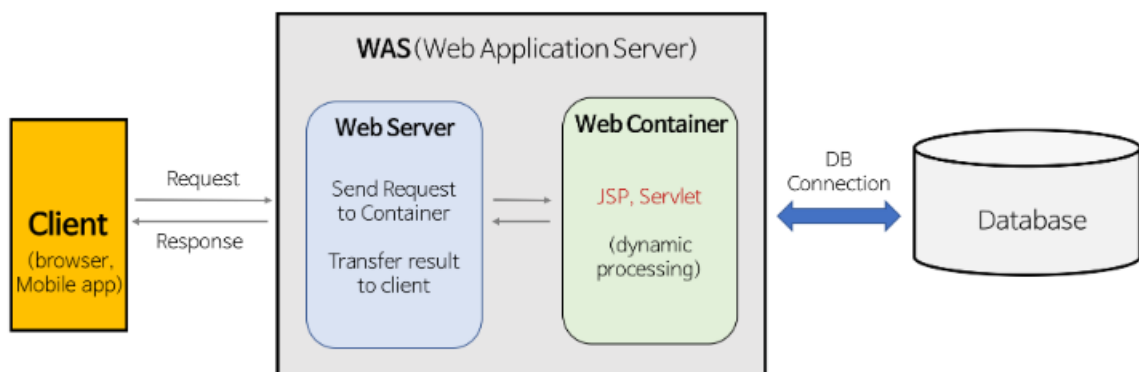 WAS(Web Application Server)
Client
(browser,
Mobile app)
Request
Response
Web Server
Send Request
to Container
Transfer result
to client
Web Container
JSP, Servlet
(dynamic
processing)
DB
Connection
Database